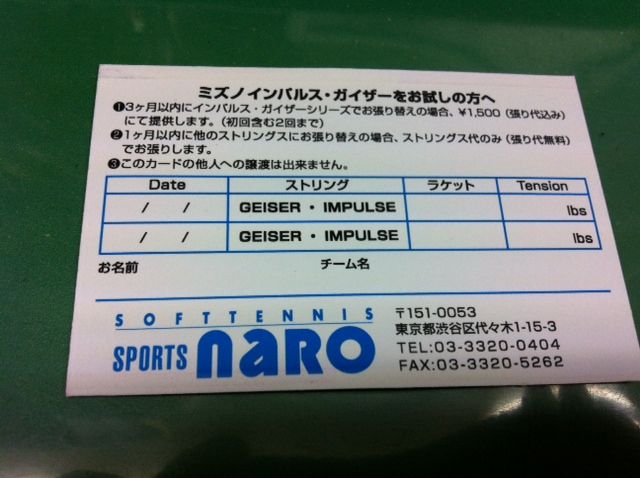 ミズノインパルス・ガイザーをお試しの方へ
❶3ヶ月以内にインパルス・ガイザーシリーズでお張り替えの場合、¥1,500（張り代込み）
にて提供します。（初回含む2回まで）
❷1ヶ月以内に他のストリングスにお張り替えの場合、ストリングス代のみ（張り代無料）
でお張りします。
❸このカードの他人への譲渡は出来ません。
Date ストリング ラケット Tension
/ / GEISER・IMPULSE lbs
/ / GEISER・IMPULSE lbs
お名前 チーム名
SOFTTENNIS
SPORTS naRO
〒151-0053
東京都渋谷区代々木1-15-3
TEL:03-3320-0404
FAX:03-3320-5262